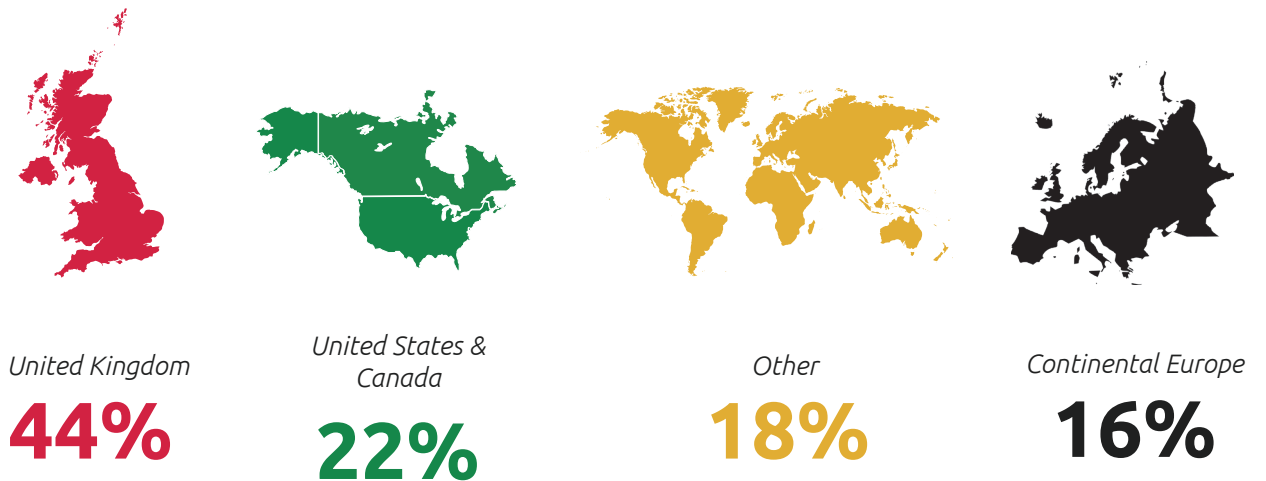 United Kingdom
44%
United States &
Canada
22%
Other
18%
Continental Europe
16%